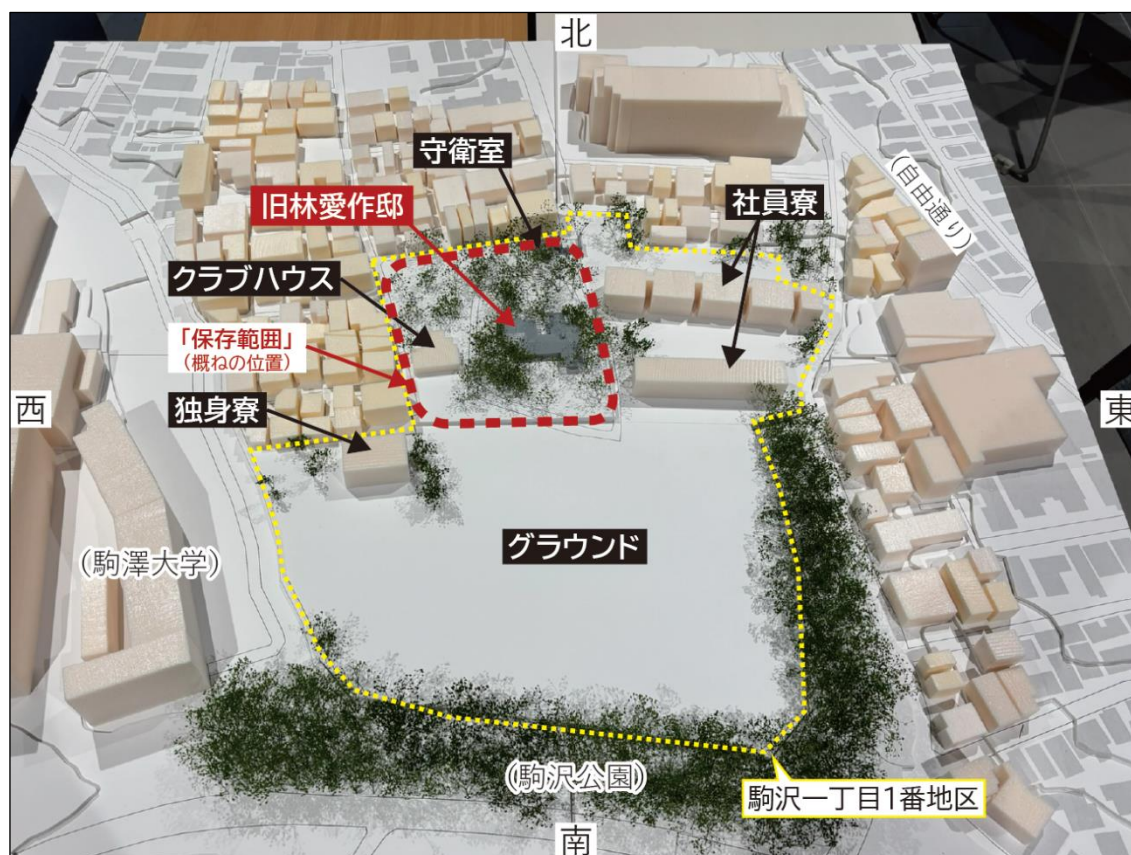 北
守衛室
旧林愛作邸
社員寮
(自由通り)
クラブハウス
「保存範囲」
(概ねの位置)
西
独身寮
東
グラウンド
(駒澤大学)
(駒沢公園)
駒沢一丁目1番地区
南